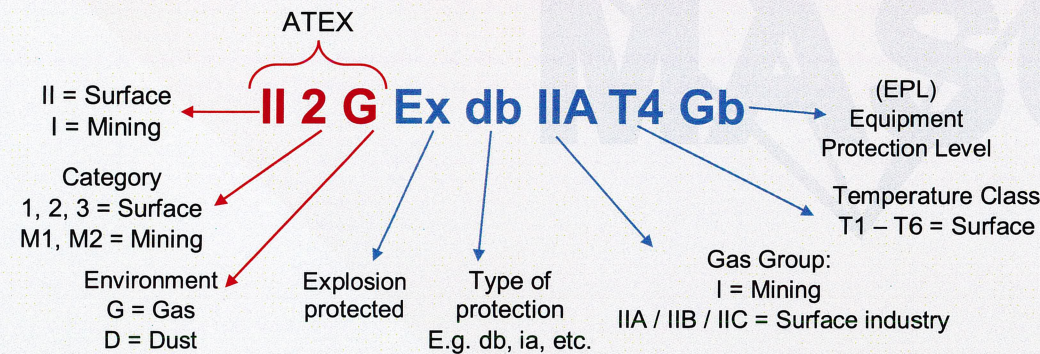 ATEX
II 2 G Ex db IIA T4 Gb
II = Surface
I = Mining
(EPL)
Equipment
Protection Level
Category
1, 2, 3 = Surface
M1, M2 = Mining
Temperature Class
T1 – T6 = Surface
Environment
G = Gas
D = Dust
Explosion
protected
Type of
protection
E.g. db, ia, etc.
Gas Group:
I = Mining
IIA / IIB / IIC = Surface industry